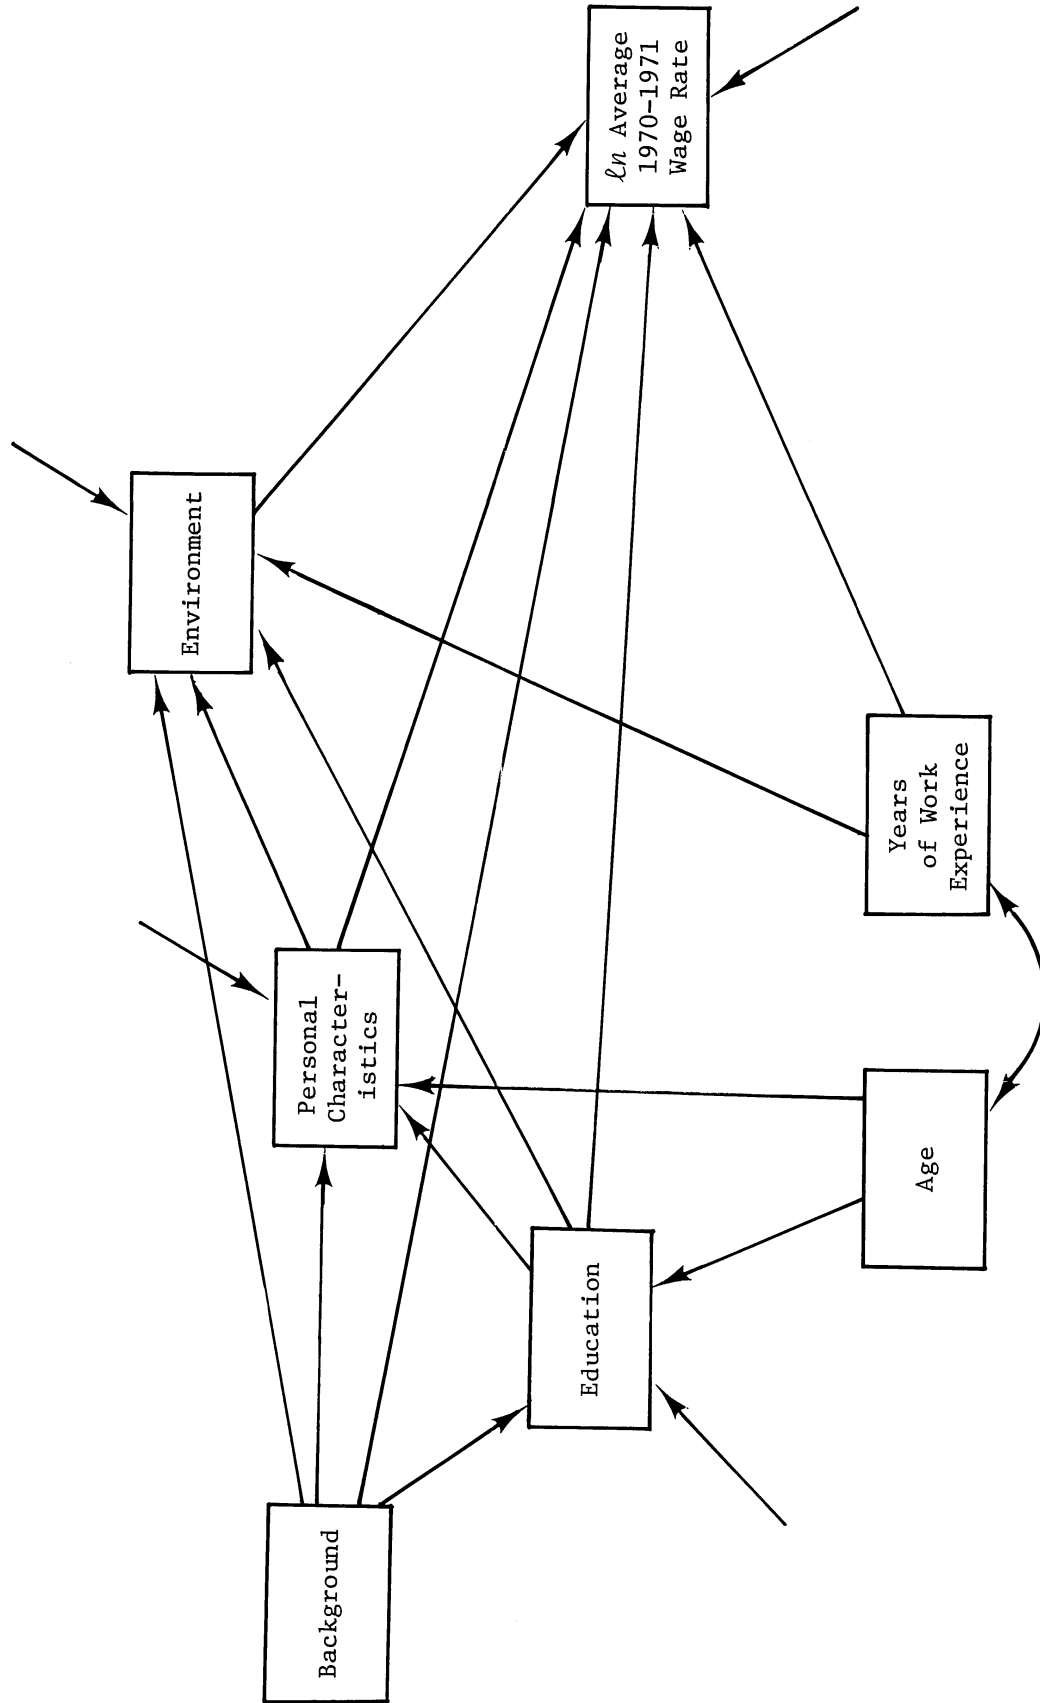 Background
Education
Personal
Character-
istics
Age
Environment
Years
of Work
Experience
ℓn Average
1970-1971
Wage Rate